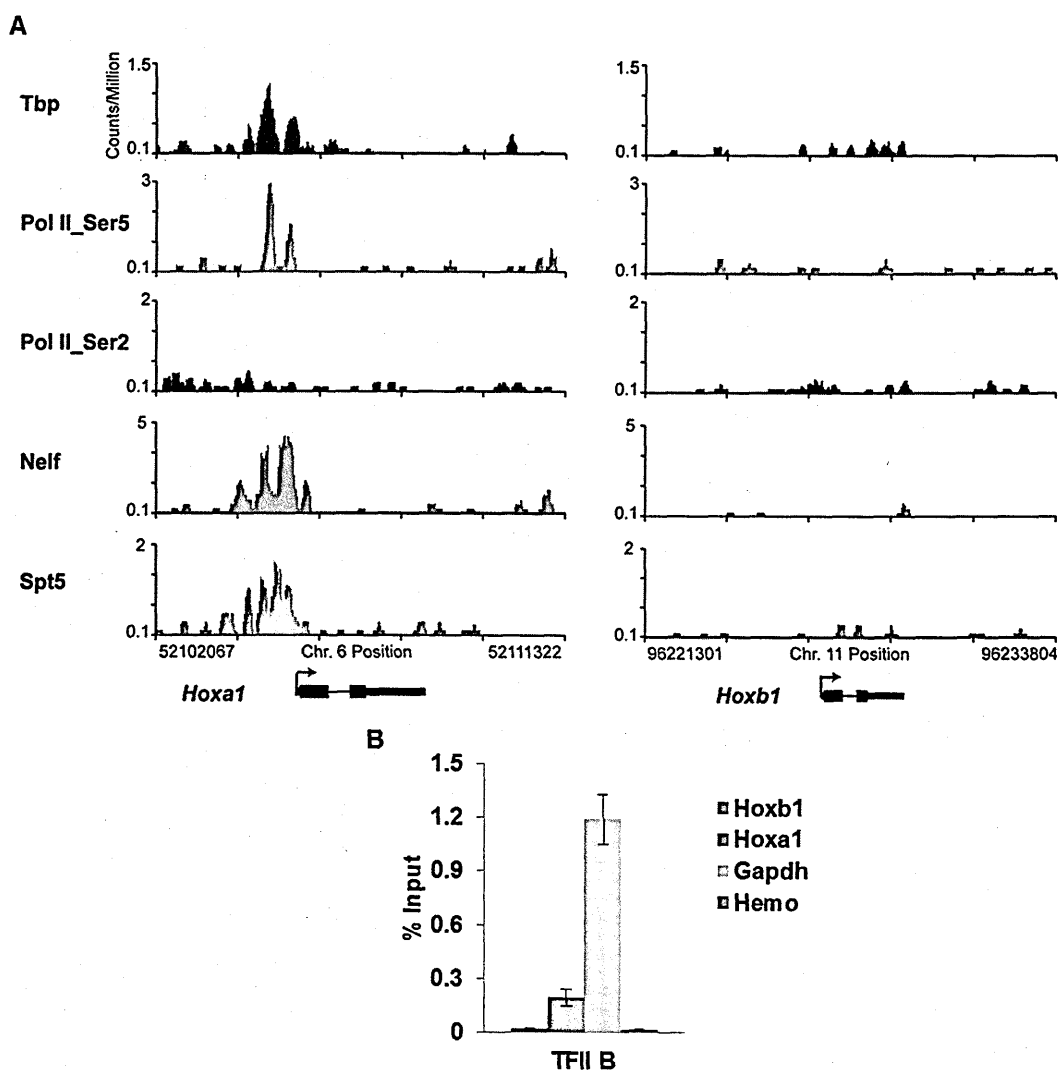 A
Counts/Million
Tbp
1.5
0.1
1.5
0.1
Pol II_Ser5
3
0.1
3
0.1
Pol II_Ser2
2
0.1
2
0.1
Nelf
5
0.1
5
0.1
Spt5
2
0.1
2
0.1
52102067 Chr. 6 Position 52111322
96221301 Chr. 11 Position 96233804
Hoxa1
Hoxb1
B
% Input
1.5
1.2
0.9
0.6
0.3
0
TFII B
Hoxb1
Hoxa1
Gapdh
Hemo